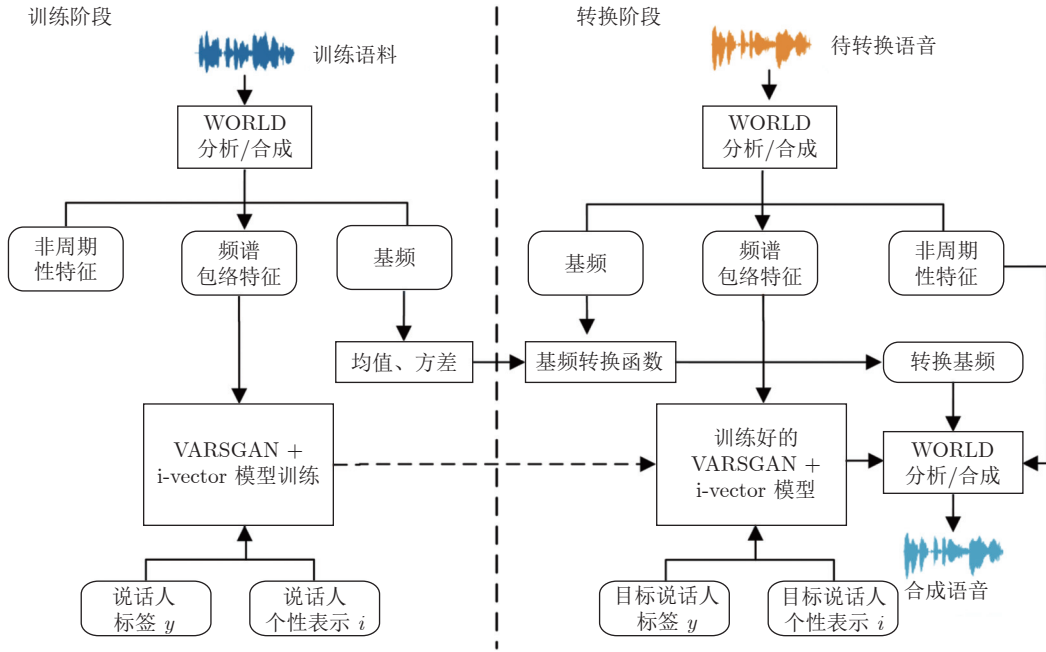 训练阶段
训练语料
WORLD
分析/合成
非周期
性特征
频谱
包络特征
基频
均值、方差
VARSGAN +
i-vector 模型训练
说话人
标签 y
说话人
个性表示 i
转换阶段
待转换语音
WORLD
分析/合成
基频
频谱
包络特征
非周期
性特征
基频转换函数
转换基频
训练好的
VARSGAN +
i-vector 模型
WORLD
分析/合成
目标说话人
标签 y
目标说话人
个性表示 i
合成语音